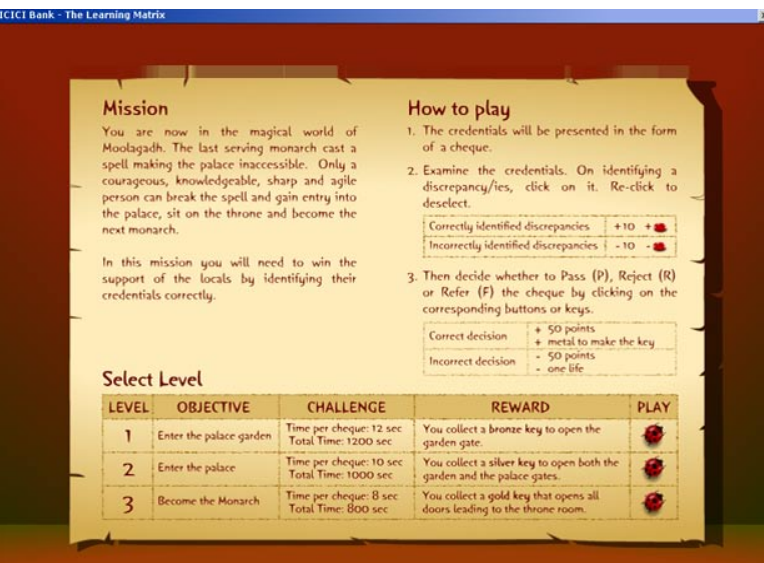 ICICI Bank - The Learning Matrix
Mission
You are now in the magical world of
Moolagadh. The last serving monarch cast a
spell making the palace inaccessible. Only a
courageous, knowledgeable, sharp and agile
person can break the spell and gain entry into
the palace, sit on the throne and become the
next monarch.
In this mission you will need to win the
support of the locals by identifying their
credentials correctly.
How to play
1. The credentials will be presented in the form
of a cheque.
2. Examine the credentials. On identifying a
discrepancy/ies, click on it. Re-click to
deselect.
Correctly identified discrepancies +10 +
Incorrectly identified discrepancies -10 -
3. Then decide whether to Pass (P), Reject (R)
or Refer (F) the cheque by clicking on the
corresponding buttons or keys.
Correct decision + 50 points
+ metal to make the key
Incorrect decision - 50 points
- one life
Select Level
LEVEL OBJECTIVE CHALLENGE REWARD PLAY
1 Enter the palace garden Time per cheque: 12 sec You collect a bronze key to open the
Total Time: 1200 sec garden gate.
2 Enter the palace Time per cheque: 10 sec You collect a silver key to open both the
Total Time: 1000 sec garden and the palace gates.
3 Become the Monarch Time per cheque: 8 sec You collect a gold key that opens all
Total Time: 800 sec doors leading to the throne room.